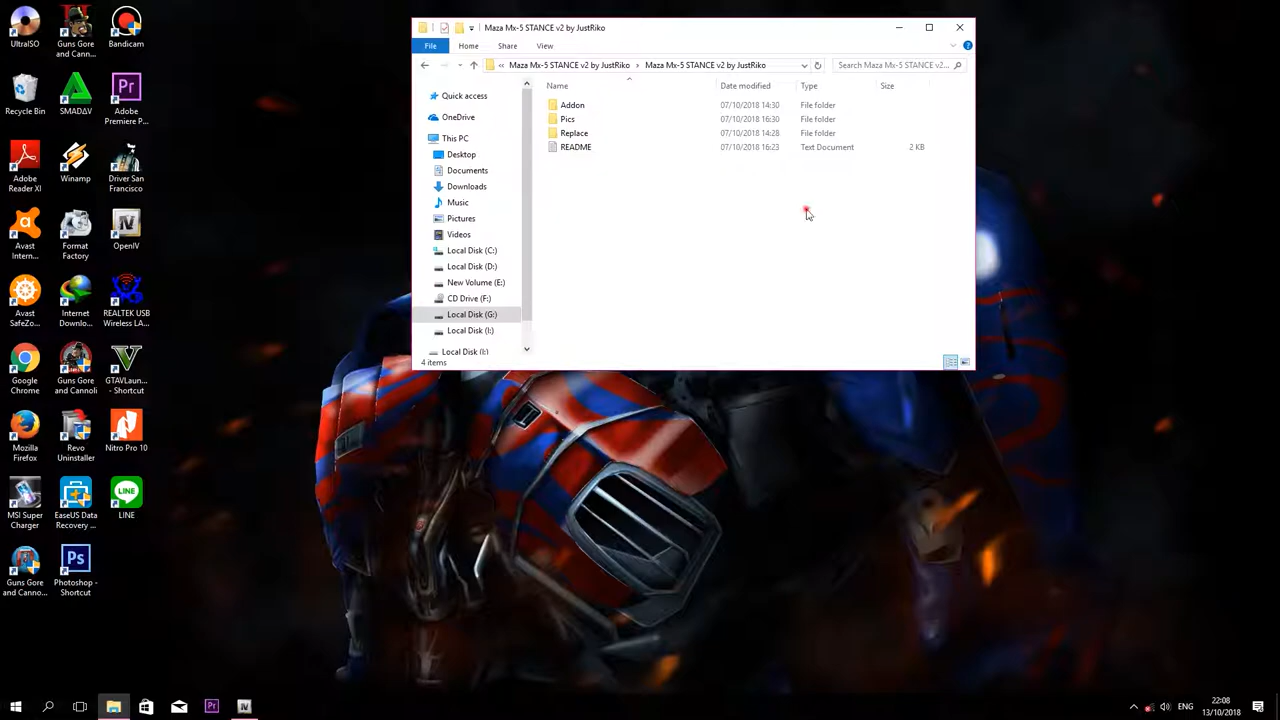 UltraISO
Guns Gore and Cann...
Bandicam
Recycle Bin
SMADΔV
Adobe Premiere P...
Adobe Reader XI
Winamp
Driver San Francisco
Avast Intern...
Format Factory
OpenIV
Avast SafeZo...
Internet Downlo...
REALTEK USB Wireless LA...
Google Chrome
Guns Gore and Cannoli
GTAVLaun... - Shortcut
Mozilla Firefox
Revo Uninstaller
Nitro Pro 10
MSI Super Charger
EaseUS Data Recovery ...
LINE
Guns Gore and Canno...
Photoshop - Shortcut
Maza Mx-5 STANCE v2 by JustRiko
File Home Share View
« Maza Mx-5 STANCE v2 by JustRiko › Maza Mx-5 STANCE v2 by JustRiko
Search Maza Mx-5 STANCE v2...
Quick access
OneDrive
This PC
Desktop
Documents
Downloads
Music
Pictures
Videos
Local Disk (C:)
Local Disk (D:)
New Volume (E:)
CD Drive (F:)
Local Disk (G:)
Local Disk (I:)
Local Disk (I:)
Name Date modified Type Size
Addon 07/10/2018 14:30 File folder
Pics 07/10/2018 16:30 File folder
Replace 07/10/2018 14:28 File folder
README 07/10/2018 16:23 Text Document 2 KB
4 items
ENG
22:08
13/10/2018